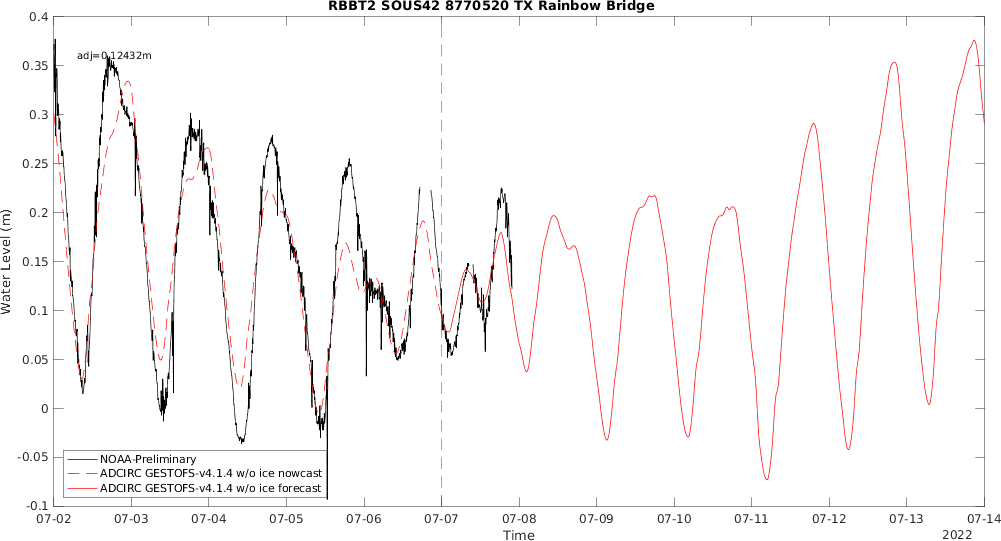 RBBT2 SOUS42 8770520 TX Rainbow Bridge
adj=0.12432m
0.4
0.35
0.3
0.25
0.2
0.15
0.1
0.05
0
-0.05
-0.1
Water Level (m)
NOAA-Preliminary
ADCIRC GESTOFS-v4.1.4 w/o ice nowcast
ADCIRC GESTOFS-v4.1.4 w/o ice forecast
07-02 07-03 07-04 07-05 07-06 07-07 07-08 07-09 07-10 07-11 07-12 07-13 07-14
Time
2022